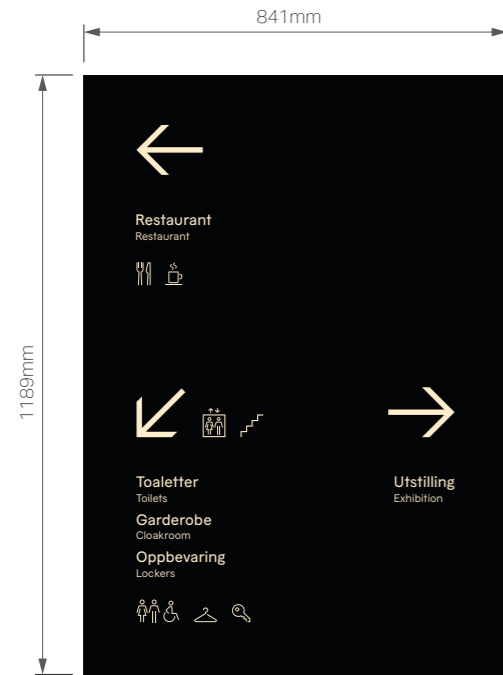 841mm
1189mm
Restaurant
Restaurant
Toaletter
Toilets
Garderobe
Cloakroom
Oppbevaring
Lockers
Utstilling
Exhibition